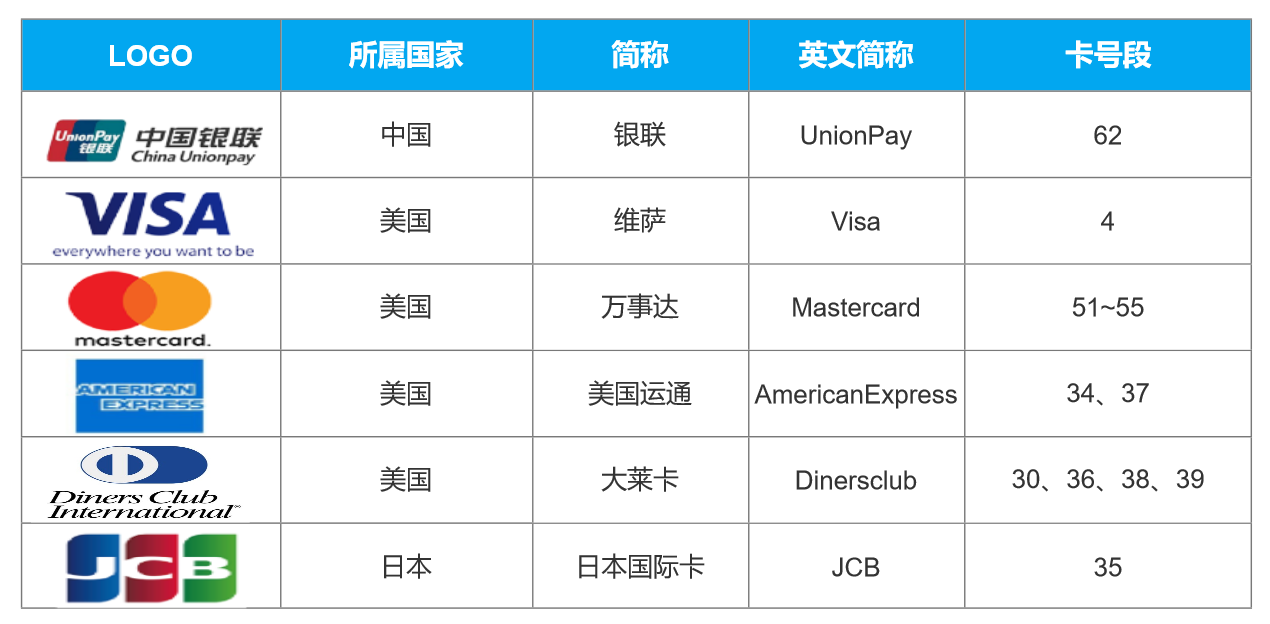 LOGO 所属国家 简称 英文简称 卡号段
UnionPay
银联
中国银联
China Unionpay
中国 银联 UnionPay 62
VISA
everywhere you want to be
美国 维萨 Visa 4
mastercard.
美国 万事达 Mastercard 51~55
AMERICAN
EXPRESS
美国 美国运通 AmericanExpress 34、37
Diners Club
International
美国 大莱卡 Dinersclub 30、36、38、39
JCB
日本 日本国际卡 JCB 35